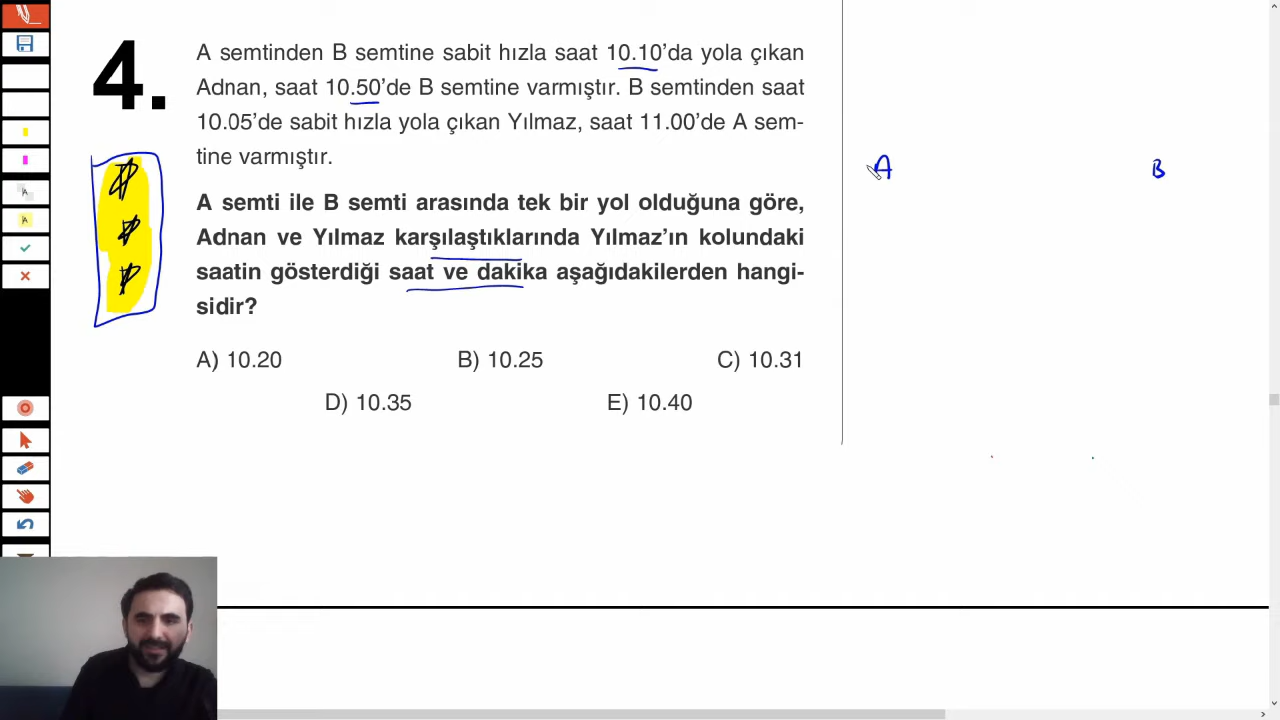 4.
A semtinden B semtine sabit hızla saat 10.10’da yola çıkan
Adnan, saat 10.50’de B semtine varmıştır. B semtinden saat
10.05’de sabit hızla yola çıkan Yılmaz, saat 11.00’de A sem-
tine varmıştır.
A semti ile B semti arasında tek bir yol olduğuna göre,
Adnan ve Yılmaz karşılaştıklarında Yılmaz’ın kolundaki
saatin gösterdiği saat ve dakika aşağıdakilerden hangi-
sidir?
A) 10.20 B) 10.25 C) 10.31
D) 10.35 E) 10.40
A B